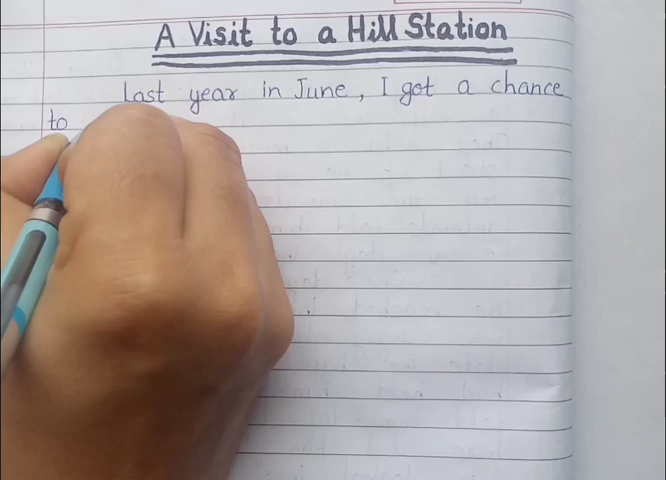 A Visit to a Hill Station
Last year in June, I got a chance
to